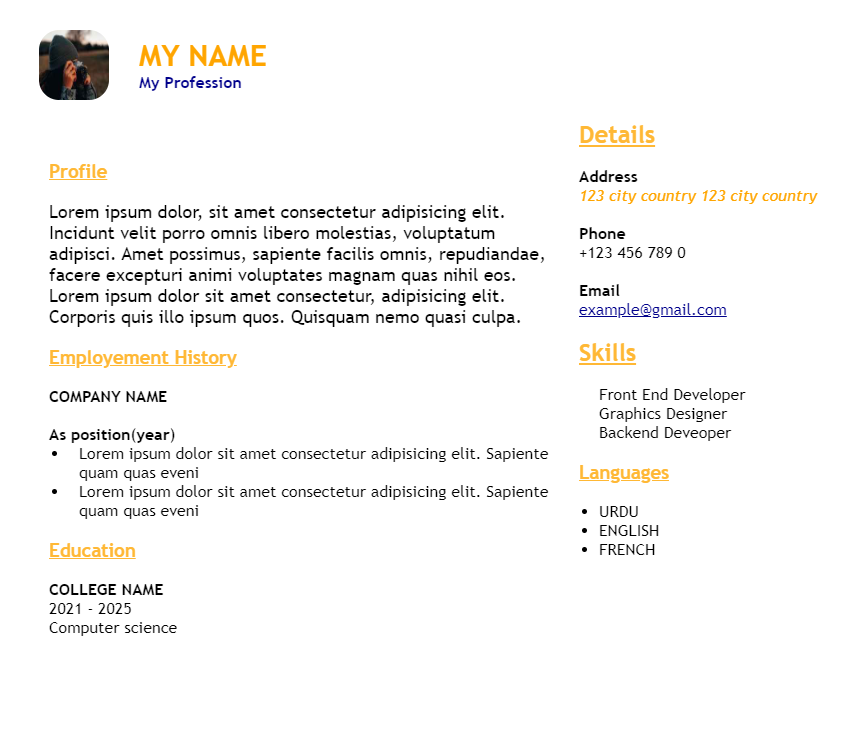 MY NAME
My Profession
Profile
Lorem ipsum dolor, sit amet consectetur adipisicing elit.
Incidunt velit porro omnis libero molestias, voluptatum
adipisci. Amet possimus, sapiente facilis omnis, repudiandae,
facere excepturi animi voluptates magnam quas nihil eos.
Lorem ipsum dolor sit amet consectetur, adipisicing elit.
Corporis quis illo ipsum quos. Quisquam nemo quasi culpa.
Employement History
COMPANY NAME
As position(year)
• Lorem ipsum dolor sit amet consectetur adipisicing elit. Sapiente
quam quas eveni
• Lorem ipsum dolor sit amet consectetur adipisicing elit. Sapiente
quam quas eveni
Education
COLLEGE NAME
2021 - 2025
Computer science
Details
Address
123 city country 123 city country
Phone
+123 456 789 0
Email
example@gmail.com
Skills
Front End Developer
Graphics Designer
Backend Deveoper
Languages
• URDU
• ENGLISH
• FRENCH